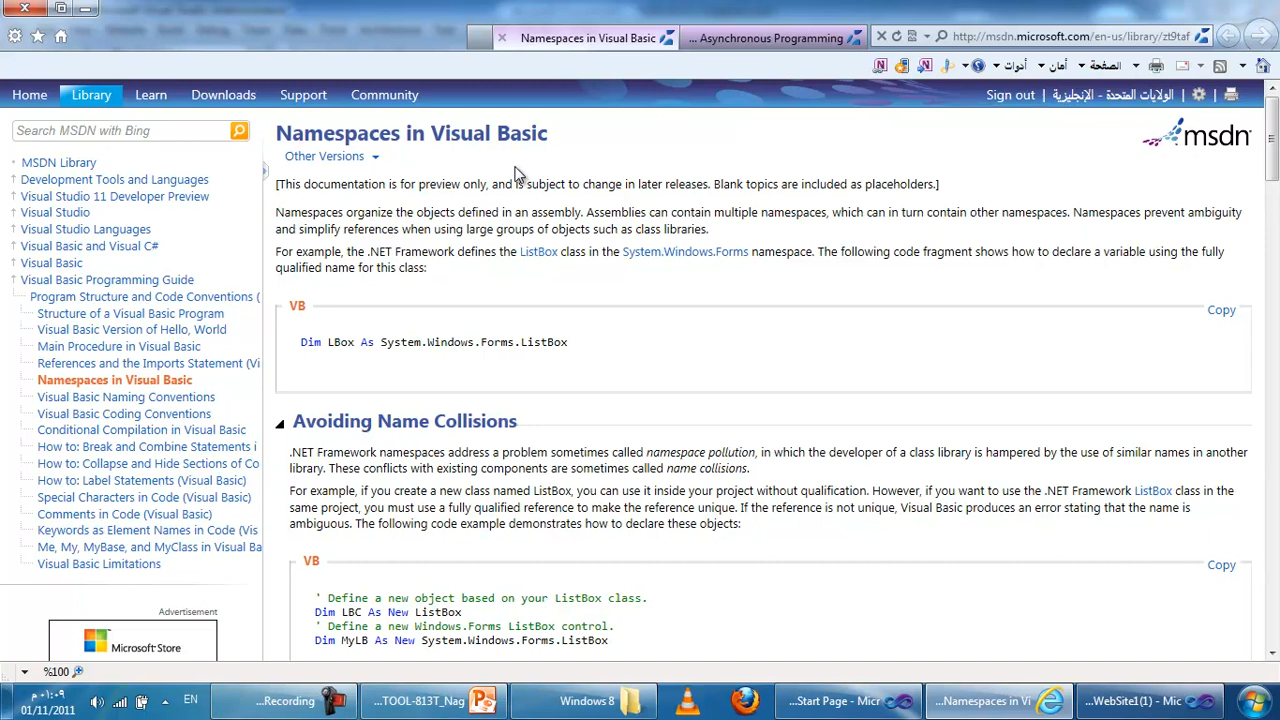 Namespaces in Visual Basic
... Asynchronous Programming
http://msdn.microsoft.com/en-us/library/zt9taf
أدوات
أمان
الصفحة
Home
Library
Learn
Downloads
Support
Community
Sign out
الولايات المتحدة - الإنجليزية
Search MSDN with Bing
MSDN Library
Development Tools and Languages
Visual Studio 11 Developer Preview
Visual Studio
Visual Studio Languages
Visual Basic and Visual C#
Visual Basic
Visual Basic Programming Guide
Program Structure and Code Conventions (
Structure of a Visual Basic Program
Visual Basic Version of Hello, World
Main Procedure in Visual Basic
References and the Imports Statement (Vi
Namespaces in Visual Basic
Visual Basic Naming Conventions
Visual Basic Coding Conventions
Conditional Compilation in Visual Basic
How to: Break and Combine Statements i
How to: Collapse and Hide Sections of Co
How to: Label Statements (Visual Basic)
Special Characters in Code (Visual Basic)
Comments in Code (Visual Basic)
Keywords as Element Names in Code (Vis
Me, My, MyBase, and MyClass in Visual Ba
Visual Basic Limitations
Advertisement
Microsoft Store
Namespaces in Visual Basic
msdn
Other Versions
[This documentation is for preview only, and is subject to change in later releases. Blank topics are included as placeholders.]
Namespaces organize the objects defined in an assembly. Assemblies can contain multiple namespaces, which can in turn contain other namespaces. Namespaces prevent ambiguity
and simplify references when using large groups of objects such as class libraries.
For example, the .NET Framework defines the ListBox class in the System.Windows.Forms namespace. The following code fragment shows how to declare a variable using the fully
qualified name for this class:
VB
Copy
Dim LBox As System.Windows.Forms.ListBox
Avoiding Name Collisions
.NET Framework namespaces address a problem sometimes called namespace pollution, in which the developer of a class library is hampered by the use of similar names in another
library. These conflicts with existing components are sometimes called name collisions.
For example, if you create a new class named ListBox, you can use it inside your project without qualification. However, if you want to use the .NET Framework ListBox class in the
same project, you must use a fully qualified reference to make the reference unique. If the reference is not unique, Visual Basic produces an error stating that the name is
ambiguous. The following code example demonstrates how to declare these objects:
VB
Copy
' Define a new object based on your ListBox class.
Dim LBC As New ListBox
' Define a new Windows.Forms ListBox control.
Dim MyLB As New System.Windows.Forms.ListBox
%100
٠١:٠٩ م
01/11/2011
EN
...Recording
...TOOL-813T_Nag
Windows 8
...Start Page - Micr
...Namespaces in Vi
...WebSite1(1) - Mic